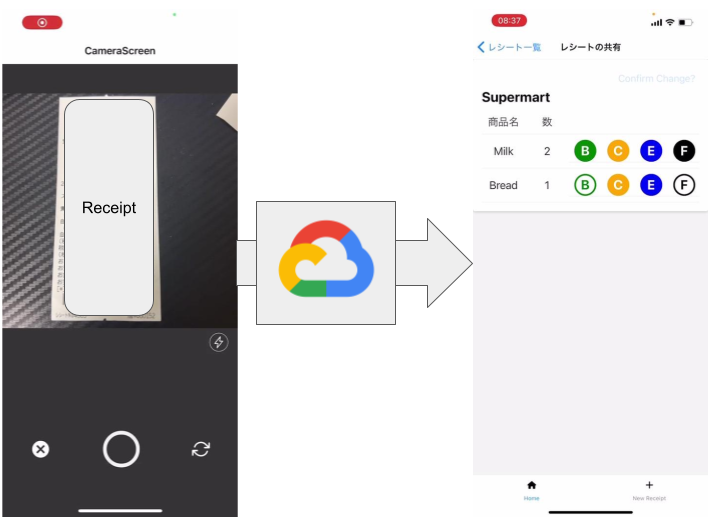 CameraScreen
Receipt
08:37
レシート一覧
レシートの共有
Confirm Change?
Supermart
商品名 数
Milk 2 B C E F
Bread 1 B C E F
Home
New Receipt